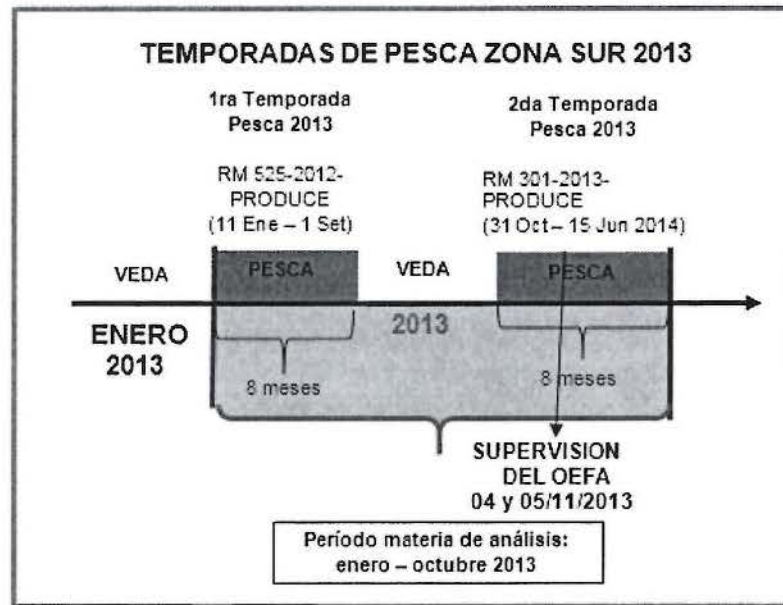 TEMPORADAS DE PESCA ZONA SUR 2013
1ra Temporada
Pesca 2013
2da Temporada
Pesca 2013
RM 525-2012-
PRODUCE
(11 Ene – 1 Set)
RM 301-2013-
PRODUCE
(31 Oct – 15 Jun 2014)
VEDA
PESCA
VEDA
PESCA
ENERO
2013
2013
8 meses
8 meses
SUPERVISION
DEL OEFA
04 y 05/11/2013
Período materia de análisis:
enero – octubre 2013